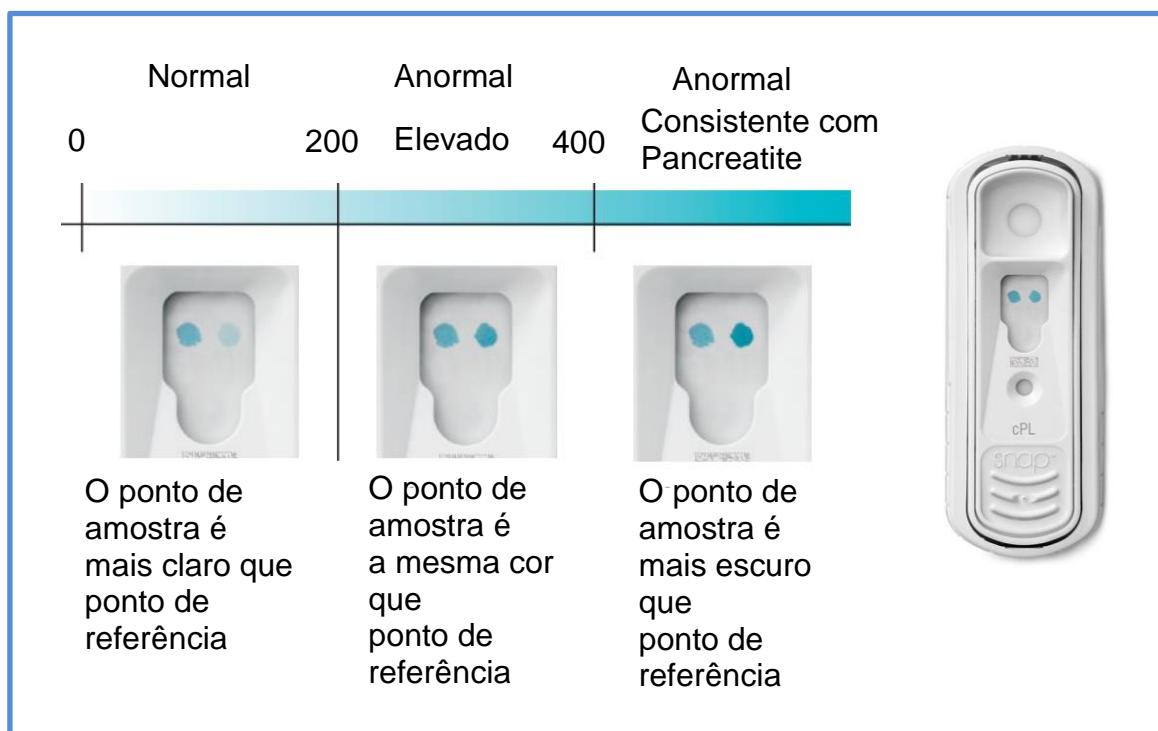 Normal
Anormal
Anormal
0
200
Elevado
400
Consistente com
Pancreatite
O ponto de
amostra é
mais claro que
ponto de
referência
O ponto de
amostra é
a mesma cor
que
ponto de
referência
O ponto de
amostra é
mais escuro
que
ponto de
referência
cPL
snap